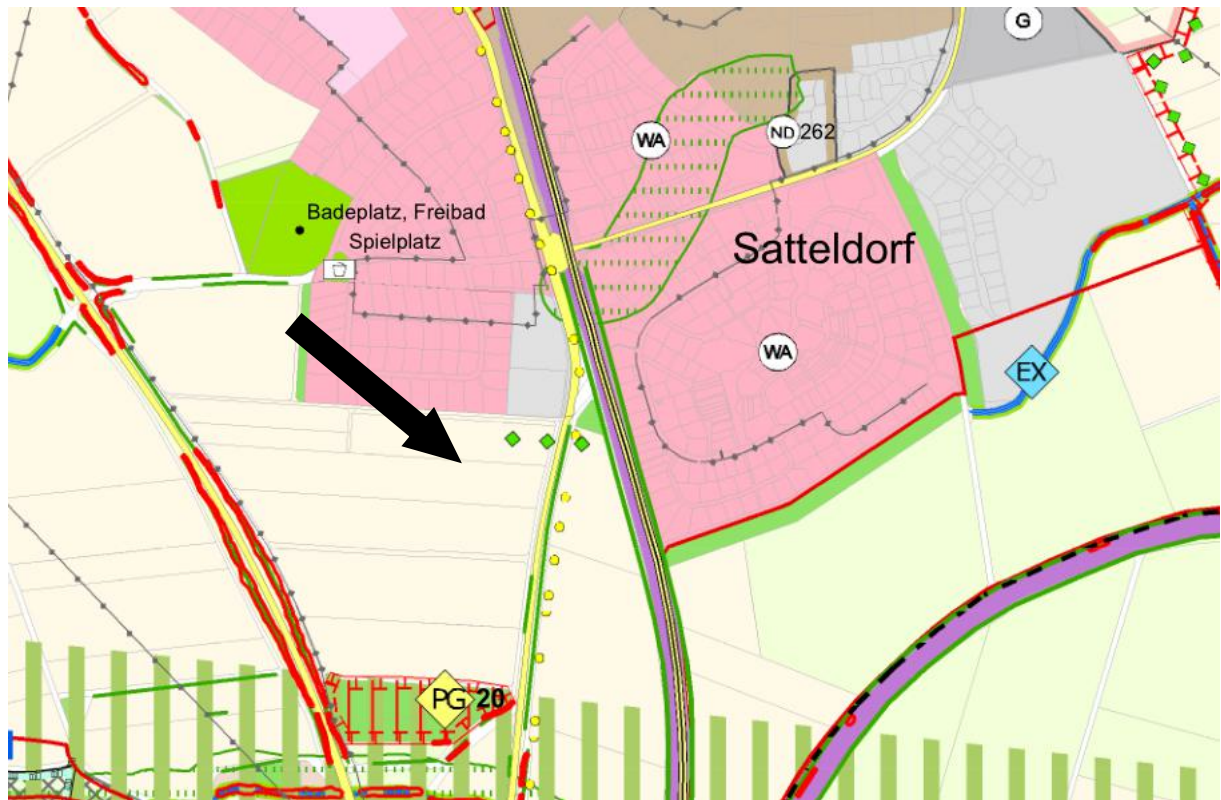 G
WA
ND 262
Badeplatz, Freibad
Spielplatz
Satteldorf
WA
EX
PG 20